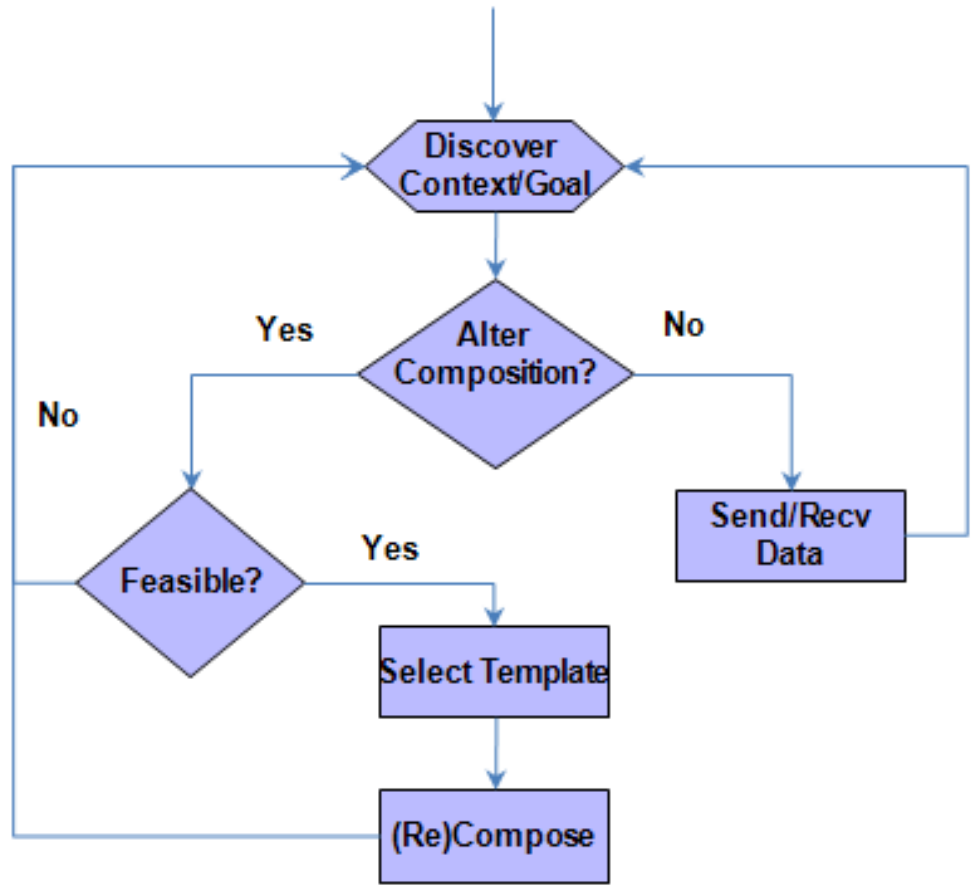 Discover
Context/Goal
Yes
Alter
Composition?
No
No
Send/Recv
Data
Feasible?
Yes
Select Template
(Re)Compose